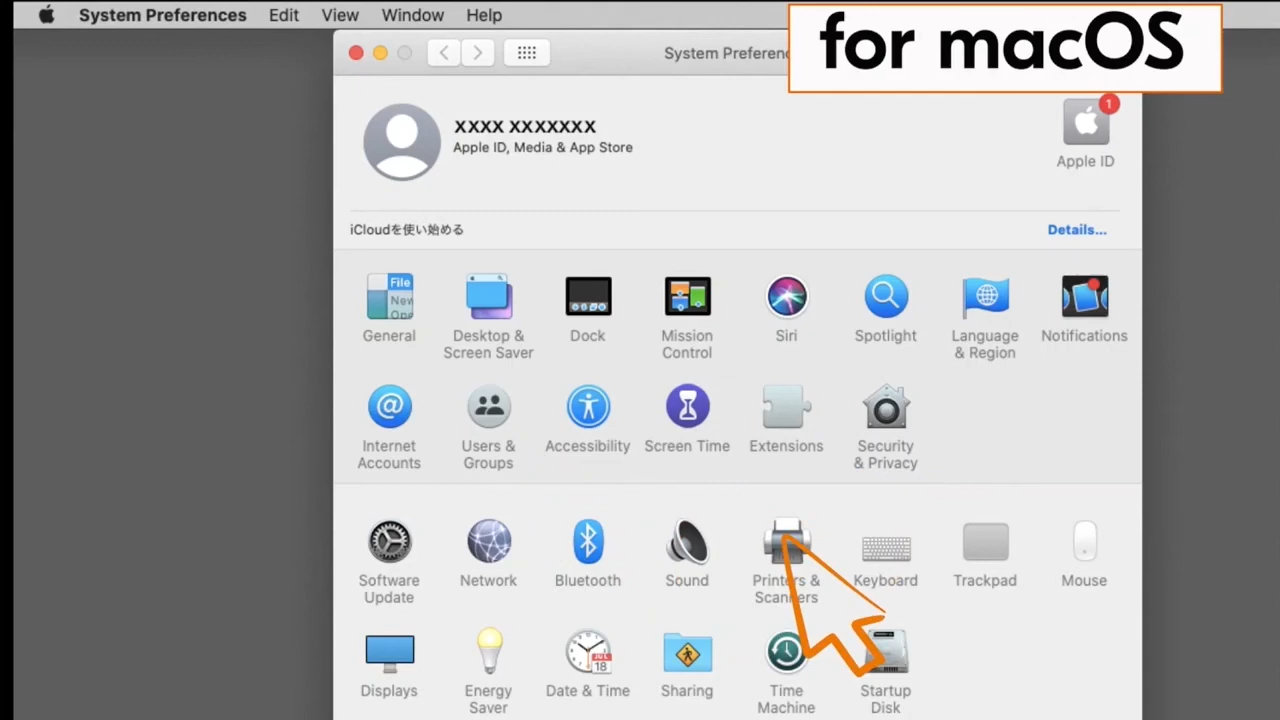 System Preferences Edit View Window Help
for macOS
System Preferenc
XXXX XXXXXXX
Apple ID, Media & App Store
1
Apple ID
iCloudを使い始める
Details...
File
New
Ope
General
Desktop &
Screen Saver
Dock
Mission
Control
Siri
Spotlight
Language
& Region
Notifications
@
Internet
Accounts
Users &
Groups
Accessibility
Screen Time
Extensions
Security
& Privacy
Software
Update
Network
Bluetooth
Sound
Printers &
Scanners
Keyboard
Trackpad
Mouse
Displays
Energy
Saver
JUL
18
Date & Time
Sharing
Time
Machine
Startup
Disk